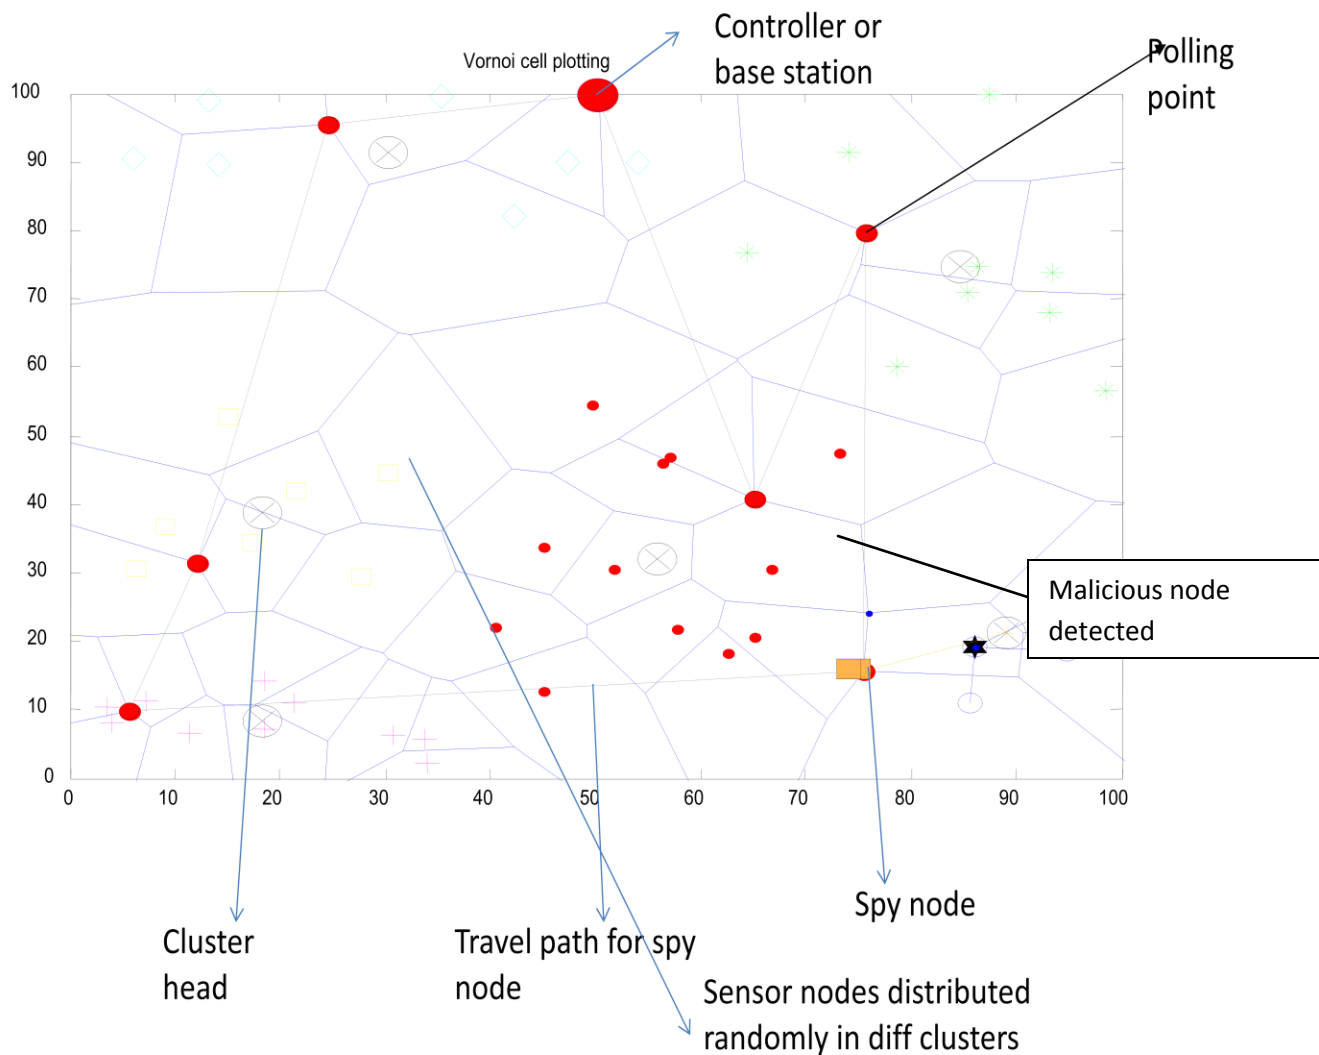 Controller or
base station
Polling
point
Vornoi cell plotting
100
90
80
70
60
50
40
30
20
10
0
0
10
20
30
40
50
60
70
80
90
100
Malicious node
detected
Spy node
Cluster
head
Travel path for spy
node
Sensor nodes distributed
randomly in diff clusters